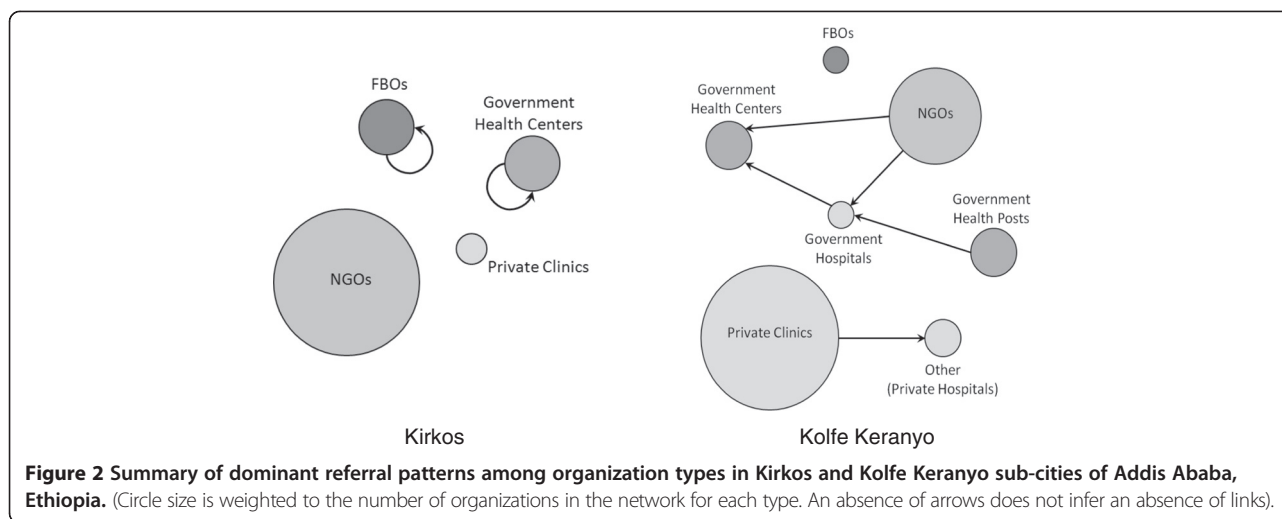 FBOs
Government
Health Centers
NGOs
Private Clinics
Kirkos
FBOs
Government
Health Centers
NGOs
Government
Health Posts
Government
Hospitals
Private Clinics
Other
(Private Hospitals)
Kolfe Keranyo
Figure 2 Summary of dominant referral patterns among organization types in Kirkos and Kolfe Keranyo sub-cities of Addis Ababa,
Ethiopia. (Circle size is weighted to the number of organizations in the network for each type. An absence of arrows does not infer an absence of links).